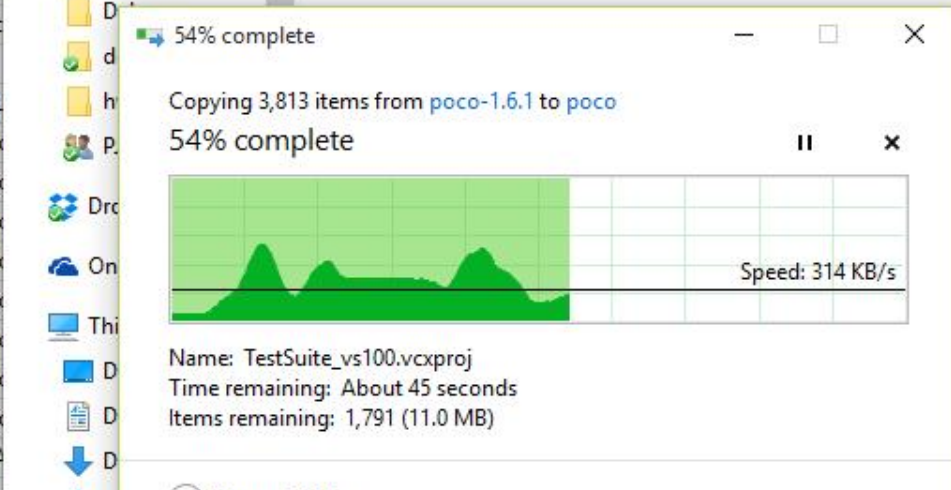 54% complete
Copying 3,813 items from poco-1.6.1 to poco
54% complete
Speed: 314 KB/s
Name: TestSuite_vs100.vcxproj
Time remaining: About 45 seconds
Items remaining: 1,791 (11.0 MB)